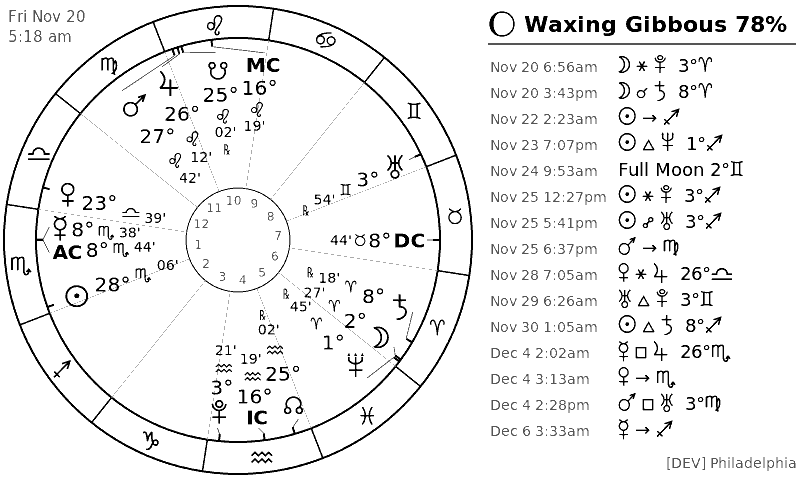 Fri Nov 20
5:18 am
☾ Waxing Gibbous 78%
Nov 20 6:56am ☽ ⚹ ♇ 3°♈
Nov 20 3:43pm ☽ ☌ ♄ 8°♈
Nov 22 2:23am ☉ → ♐
Nov 23 7:07pm ☉ △ ♆ 1°♐
Nov 24 9:53am Full Moon 2°♊
Nov 25 12:27pm ☉ ⚹ ♇ 3°♐
Nov 25 5:41pm ☉ ☍ ♅ 3°♐
Nov 25 6:37pm ♂ → ♍
Nov 28 7:05am ♀ ⚹ ♃ 26°♎
Nov 29 6:26am ♅ △ ♇ 3°♊
Nov 30 1:05am ☉ △ ♄ 8°♐
Dec 4 2:02am ☿ □ ♃ 26°♏
Dec 4 3:13am ♀ → ♏
Dec 4 2:28pm ♂ □ ♅ 3°♍
Dec 6 3:33am ☿ → ♐
[DEV] Philadelphia
♌
♋
♊
♉
♈
♓
♒
♑
♐
♏
♎
♍
♂ 27° ♌ 42'
♃ 26° ♌ 12'
☋ 25° ♌ 02' ℞
MC 16° ♌ 19'
♅ 3° ♊ 54' ℞
DC 8° ♉ 44'
♄ 8° ♈ 18' ℞
☽ 2° ♈ 27'
♆ 1° ♈ 45' ℞
☊ 25° ♒ 02' ℞
IC 16° ♒ 19'
♇ 3° ♒ 21'
☉ 28° ♏ 06'
AC 8° ♏ 44'
☿ 8° ♏ 38'
♀ 23° ♎ 39'
1
2
3
4
5
6
7
8
9
10
11
12